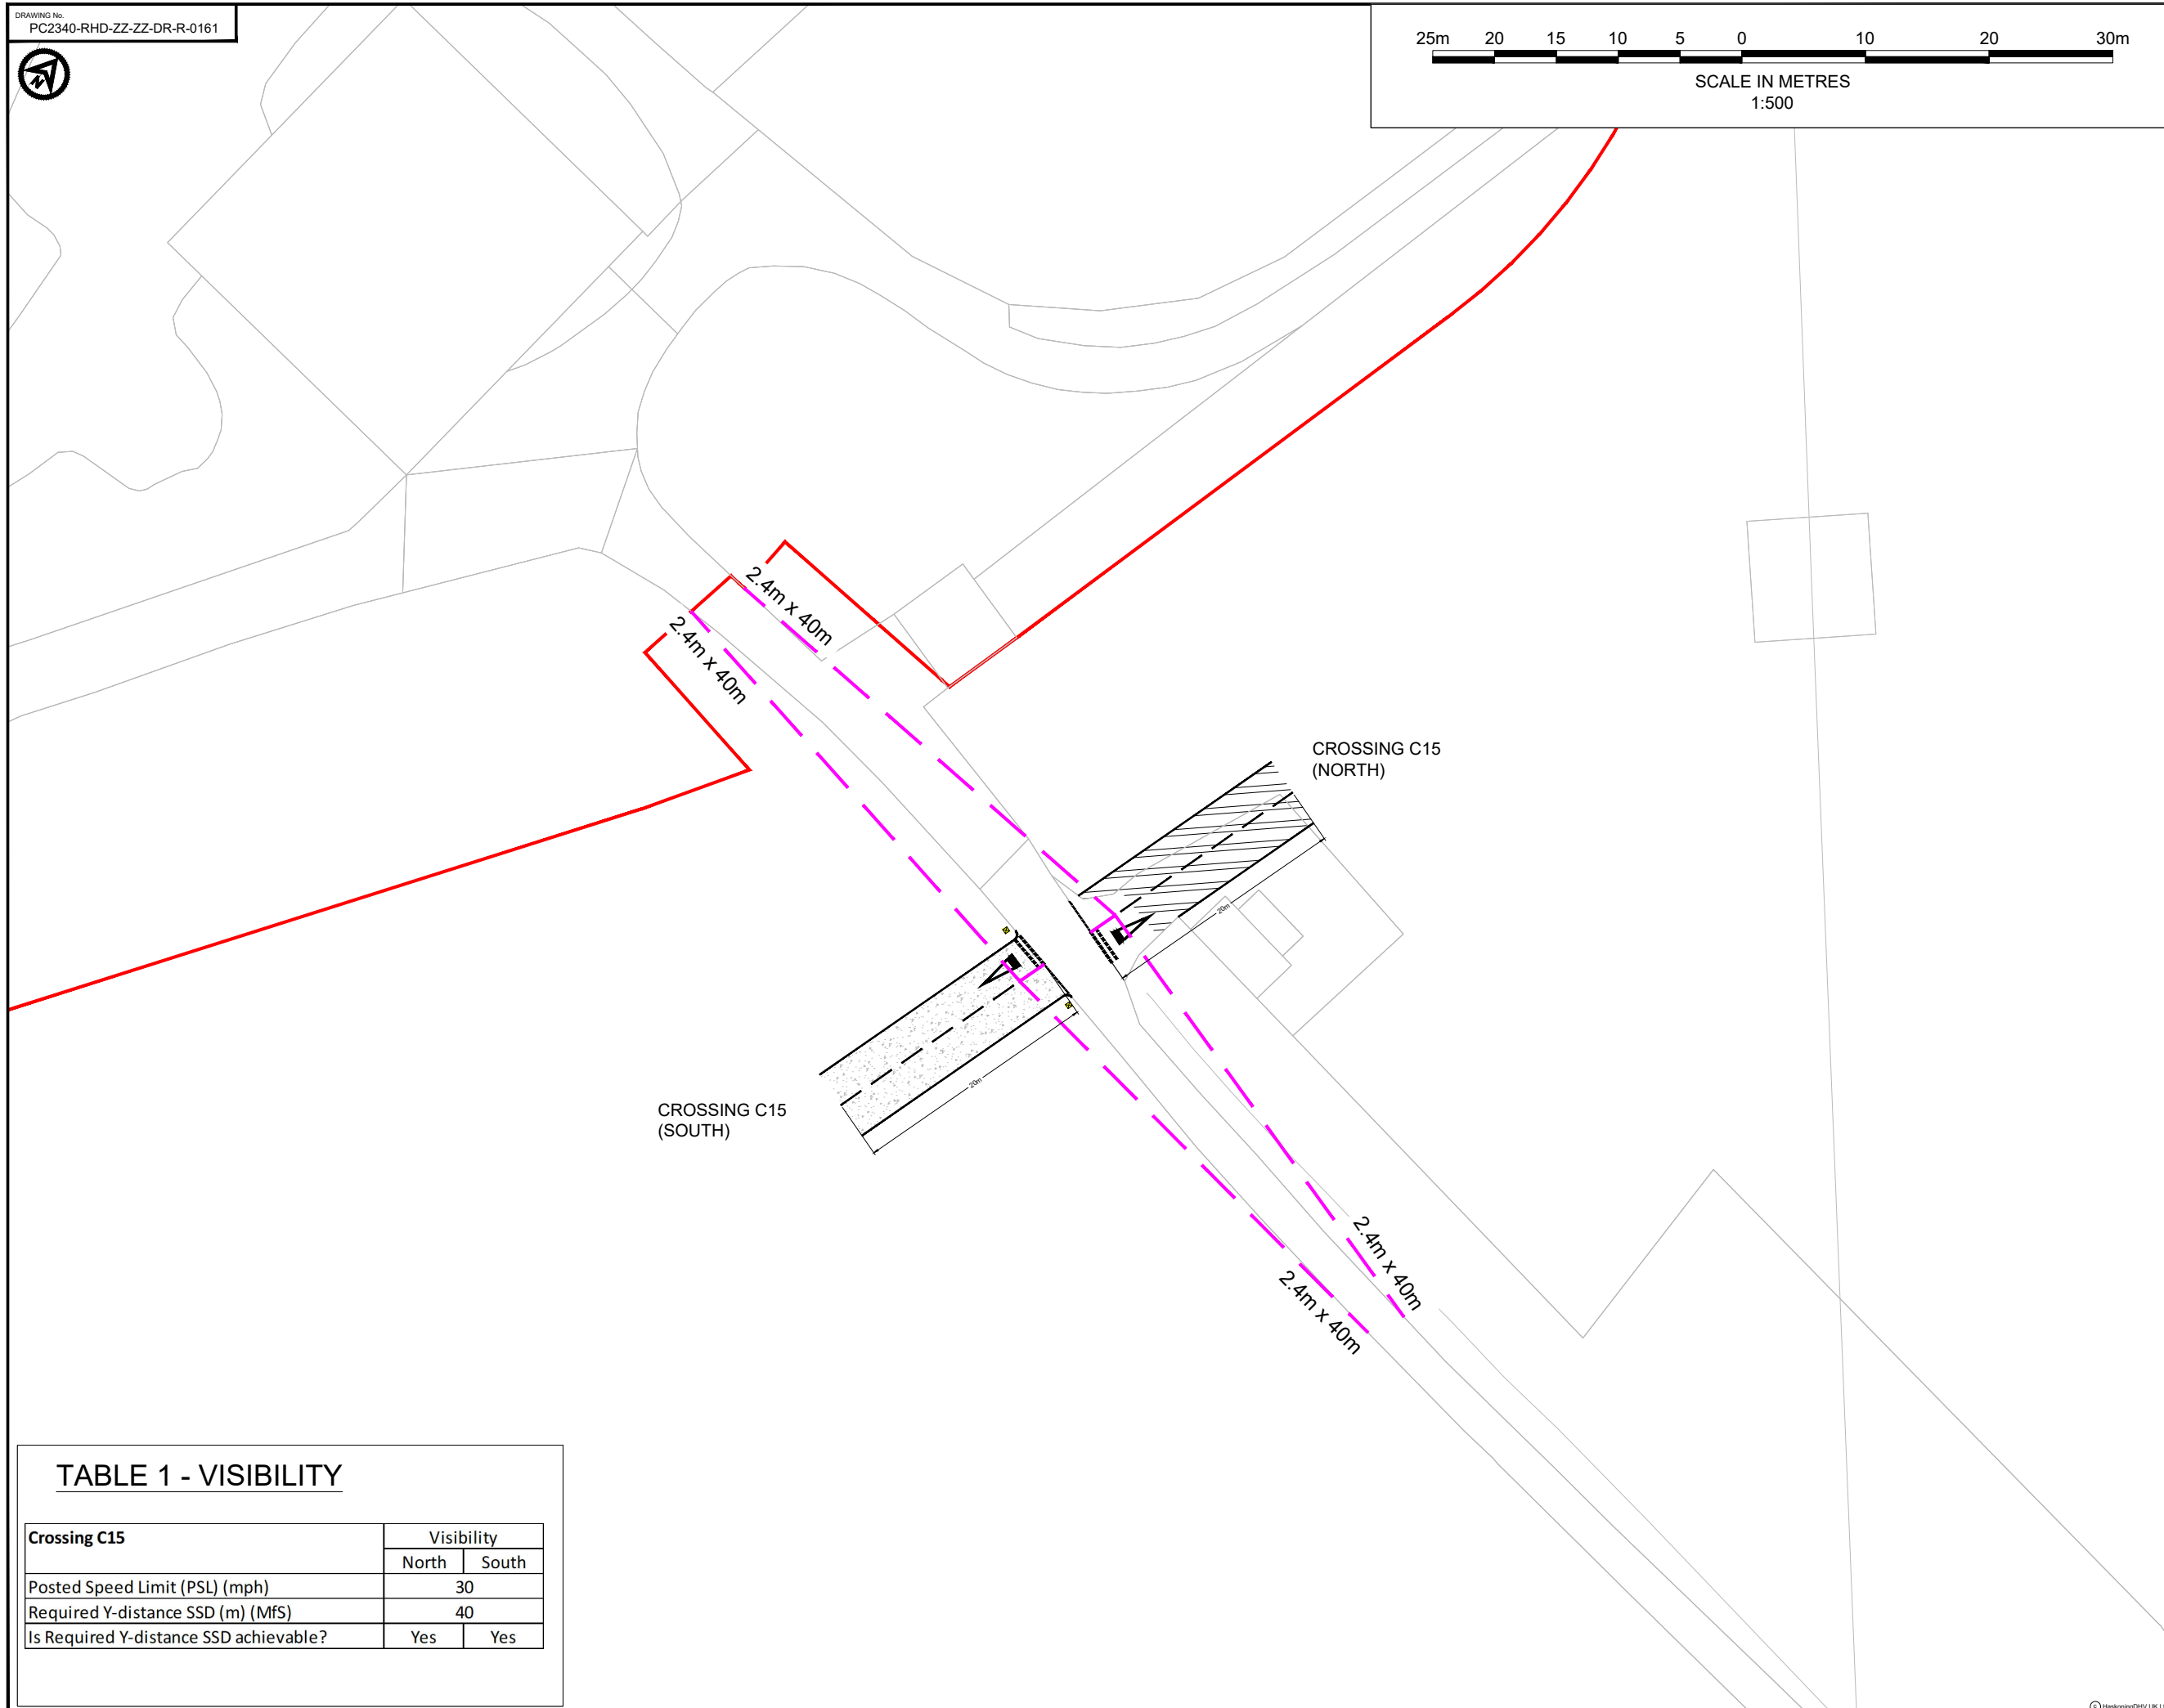 DRAWING No.
PC2340-RHD-ZZ-ZZ-DR-R-0161
N
25m 20 15 10 5 0 10 20 30m
SCALE IN METRES
1:500
2.4m x 40m
2.4m x 40m
CROSSING C15
(NORTH)
20m
CROSSING C15
(SOUTH)
20m
2.4m x 40m
2.4m x 40m
TABLE 1 - VISIBILITY
Crossing C15 Visibility
North South
Posted Speed Limit (PSL) (mph) 30
Required Y-distance SSD (m) (MfS) 40
Is Required Y-distance SSD achievable? Yes Yes